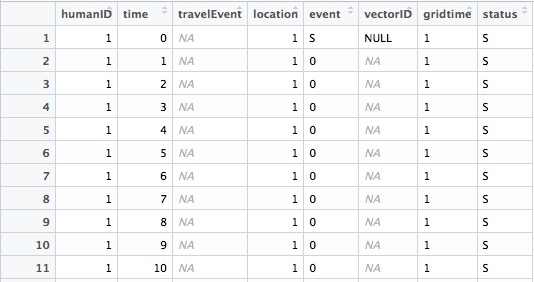 humanID time travelEvent location event vectorID gridtime status
1 1 0 NA 1 S NULL 1 S
2 1 1 NA 1 0 NA 1 S
3 1 2 NA 1 0 NA 1 S
4 1 3 NA 1 0 NA 1 S
5 1 4 NA 1 0 NA 1 S
6 1 5 NA 1 0 NA 1 S
7 1 6 NA 1 0 NA 1 S
8 1 7 NA 1 0 NA 1 S
9 1 8 NA 1 0 NA 1 S
10 1 9 NA 1 0 NA 1 S
11 1 10 NA 1 0 NA 1 S